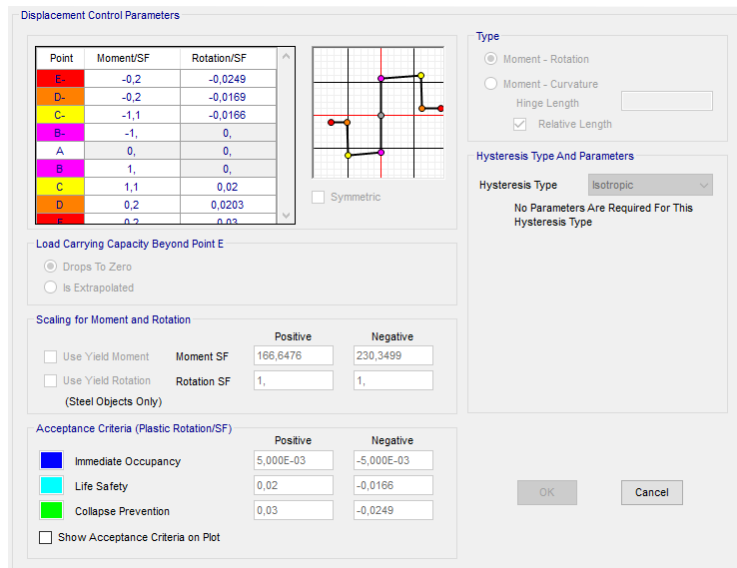 Displacement Control Parameters
Point Moment/SF Rotation/SF
E- -0,2 -0,0249
D- -0,2 -0,0169
C- -1,1 -0,0166
B- -1, 0,
A 0, 0,
B 1, 0,
C 1,1 0,02
D 0,2 0,0203
E 0,2 0,03
Symmetric
Type
Moment - Rotation
Moment - Curvature
Hinge Length
Relative Length
Hysteresis Type And Parameters
Hysteresis Type Isotropic
No Parameters Are Required For This
Hysteresis Type
Load Carrying Capacity Beyond Point E
Drops To Zero
Is Extrapolated
Scaling for Moment and Rotation
Positive Negative
Use Yield Moment Moment SF 166,6476 230,3499
Use Yield Rotation Rotation SF 1, 1,
(Steel Objects Only)
Acceptance Criteria (Plastic Rotation/SF)
Positive Negative
Immediate Occupancy 5,000E-03 -5,000E-03
Life Safety 0,02 -0,0166
Collapse Prevention 0,03 -0,0249
Show Acceptance Criteria on Plot
OK Cancel